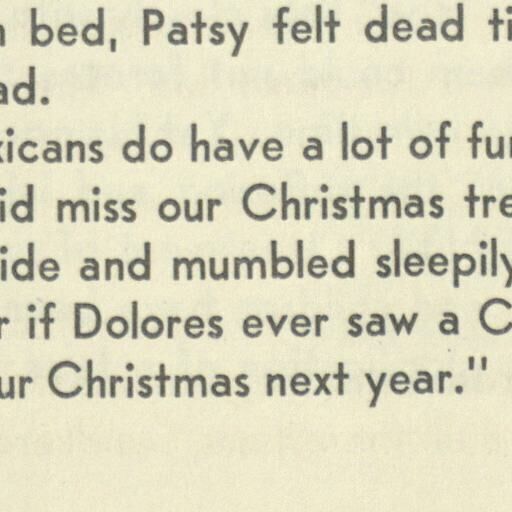 bed, Patsy felt dead ti
ad.
xicans do have a lot of fu
id miss our Christmas tre
ide and mumbled sleepily
r if Dolores ever saw a C
ur Christmas next year."